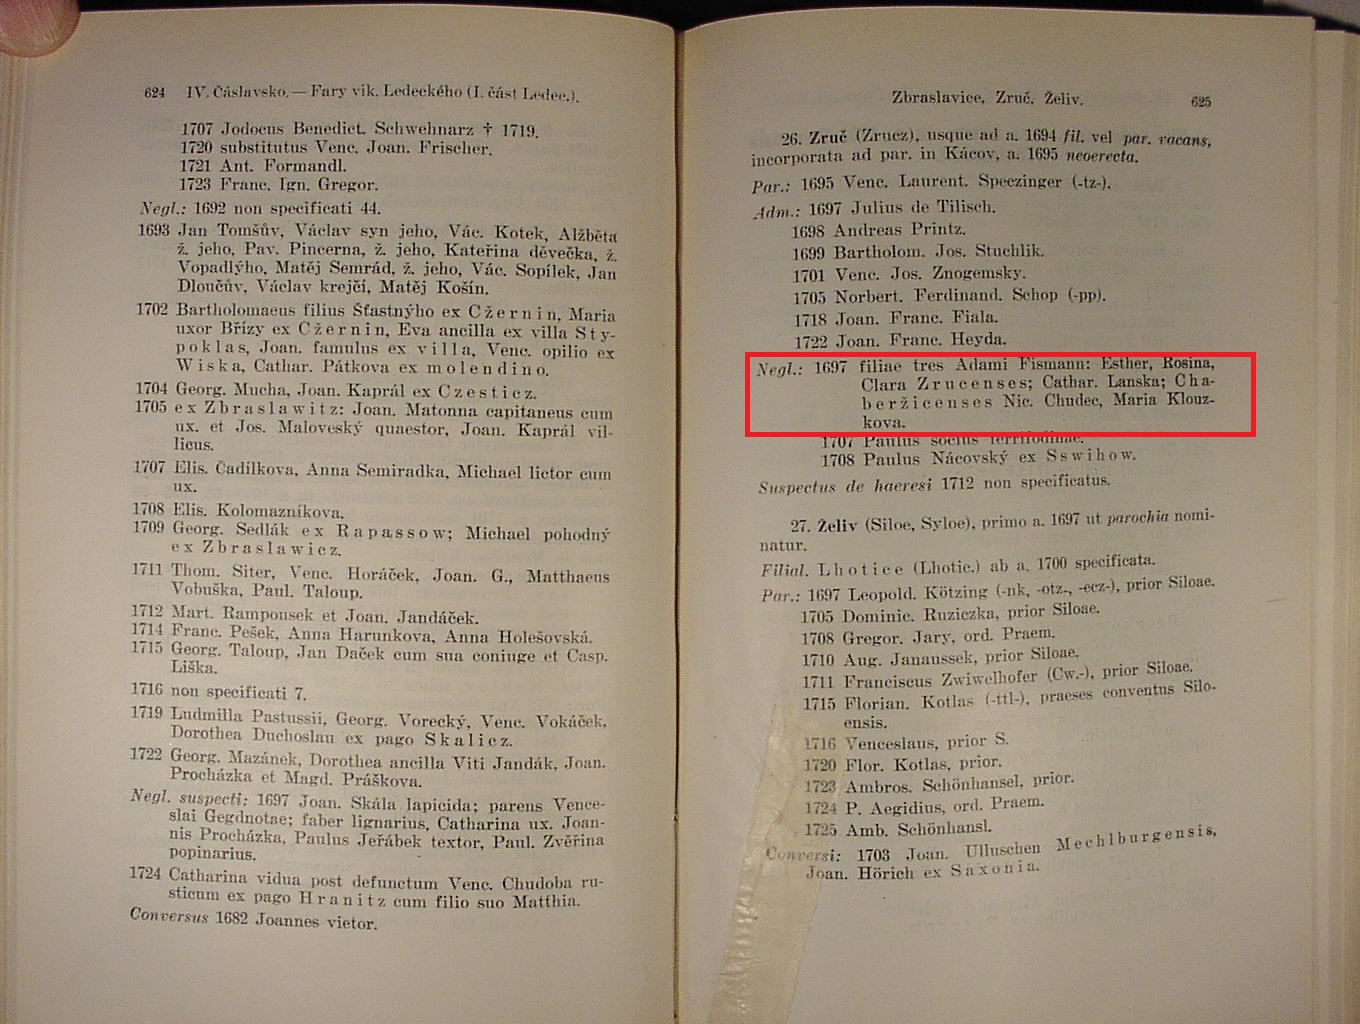 624 IV. Čáslavsko. — Fary vik. Ledeckého (I. část Ledec.).
1707 Jodocus Benedict. Schwehnarz † 1719.
1720 substitutus Venc. Joan. Frischer.
1721 Ant. Formandl.
1723 Franc. Ign. Gregor.
Negl.: 1692 non specificati 44.
1693 Jan Tomšův, Václav syn jeho, Vác. Kotek, Alžběta
ž. jeho, Pav. Pincerna, ž. jeho, Kateřina děvečka, ž.
Vopadlýho, Matěj Semrád, ž. jeho, Vác. Sopílek, Jan
Dloučův, Václav krejčí, Matěj Košín.
1702 Bartholomaeus filius Šťastnýho ex Cžernin, Maria
uxor Břízy ex Cžernin, Eva ancilla ex villa Sty-
poklas, Joan. famulus ex villa, Venc. opilio ex
Wiska, Cathar. Pátkova ex molendino.
1704 Georg. Mucha, Joan. Kaprál ex Czesticz.
1705 ex Zbraslawitz: Joan. Matonna capitaneus cum
ux. et Jos. Maloveský quaestor, Joan. Kaprál vil-
licus.
1707 Elis. Čadílkova, Anna Semiradka, Michael lictor cum
ux.
1708 Elis. Kolomazníkova.
1709 Georg. Sedlák ex Rapassow; Michael pohodný
ex Zbraslawicz.
1711 Thom. Siter, Venc. Horáček, Joan. G., Matthaeus
Vobuška, Paul. Taloup.
1712 Mart. Rampousek et Joan. Jandáček.
1714 Franc. Pešek, Anna Harunkova, Anna Holešovská.
1715 Georg. Taloup, Jan Daček cum sua coniuge et Casp.
Liška.
1716 non specificati 7.
1719 Ludmilla Pastussii, Georg. Vorecký, Venc. Vokáček,
Dorothea Duchoslau ex pago Skalicz.
1722 Georg. Mazánek, Dorothea ancilla Viti Jandák, Joan.
Procházka et Magd. Práškova.
Negl. suspecti: 1697 Joan. Skála lapicida; parens Vence-
slai Gegdnotae; faber lignarius, Catharina ux. Joan-
nis Procházka, Paulus Jeřábek textor, Paul. Zvěřina
popinarius.
1724 Catharina vidua post defunctum Venc. Chudoba ru-
sticum ex pago Hranitz cum filio suo Matthia.
Conversus 1682 Joannes vietor.
Zbraslavice, Zruč, Želiv. 625
26. Zruč (Zrucz), usque ad a. 1694 fil. vel par. vacans,
incorporata ad par. in Kácov, a. 1695 neoerecta.
Par.: 1695 Venc. Laurent. Speczinger (-tz-).
Adm.: 1697 Julius de Tilisch.
1698 Andreas Printz.
1699 Bartholom. Jos. Stuchlik.
1701 Venc. Jos. Znogemsky.
1705 Norbert. Ferdinand. Schop (-pp).
1718 Joan. Franc. Fiala.
1722 Joan. Franc. Heyda.
Negl.: 1697 filiae tres Adami Fismann: Esther, Rosina,
Clara Zrucenses; Cathar. Lanska; Cha-
beržicenses Nic. Chudec, Maria Klouz-
kova.
1707 Paulus socius ferrifodinae.
1708 Paulus Nácovský ex Sswihow.
Suspectus de haeresi 1712 non specificatus.
27. Želiv (Siloe, Syloe), primo a. 1697 ut parochia nomi-
natur.
Filial. Lhotice (Lhotic.) ab a. 1700 specificata.
Par.: 1697 Leopold. Kötzing (-nk, -otz-, -ecz-), prior Siloae.
1705 Dominic. Ruziczka, prior Siloae.
1708 Gregor. Jary, ord. Praem.
1710 Aug. Janaussek, prior Siloae.
1711 Franciscus Zwiwelhofer (Cw.-), prior Siloae.
1715 Florian. Kotlas (-ttl-), praeses conventus Silo-
ensis.
1716 Venceslaus, prior S.
1720 Flor. Kotlas, prior.
1723 Ambros. Schönhansel, prior.
1724 P. Aegidius, ord. Praem.
1725 Amb. Schönhansl.
Conversi: 1703 Joan. Ulluschen Mechlburgensis,
Joan. Hörich ex Saxonia.